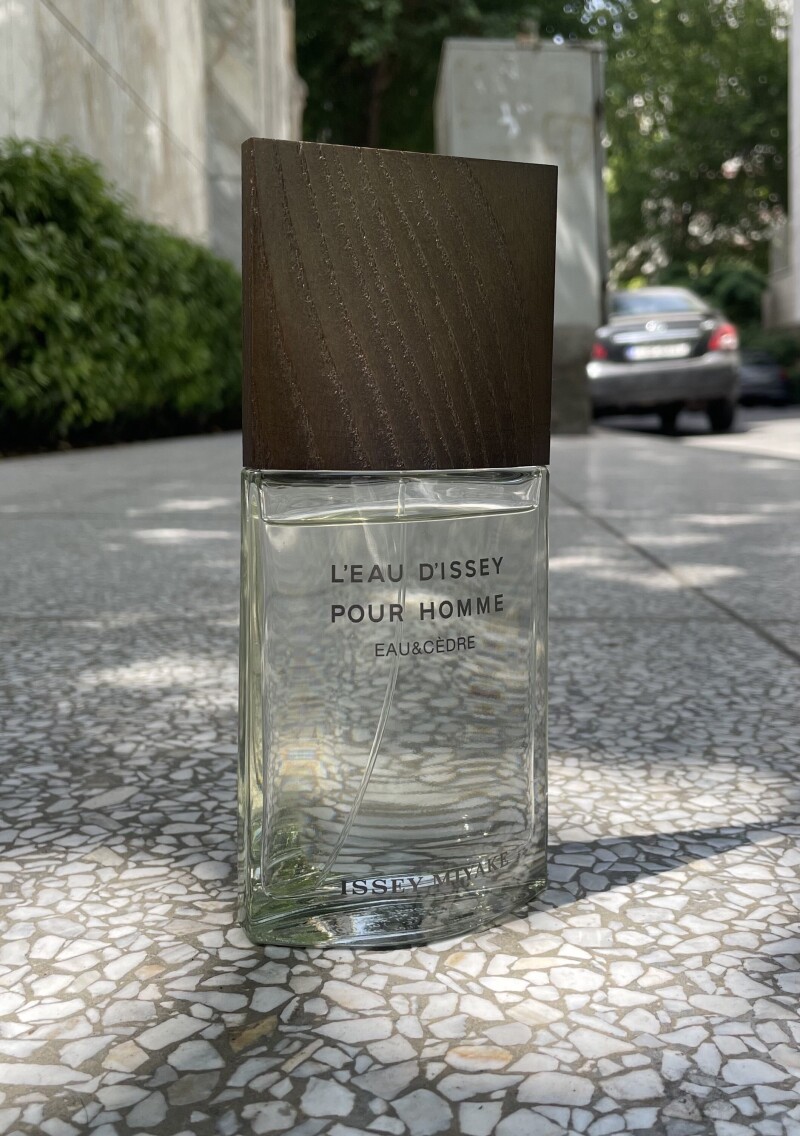 L'EAU D'ISSEY
POUR HOMME
EAU&CÈDRE
ISSEY MIYAKE